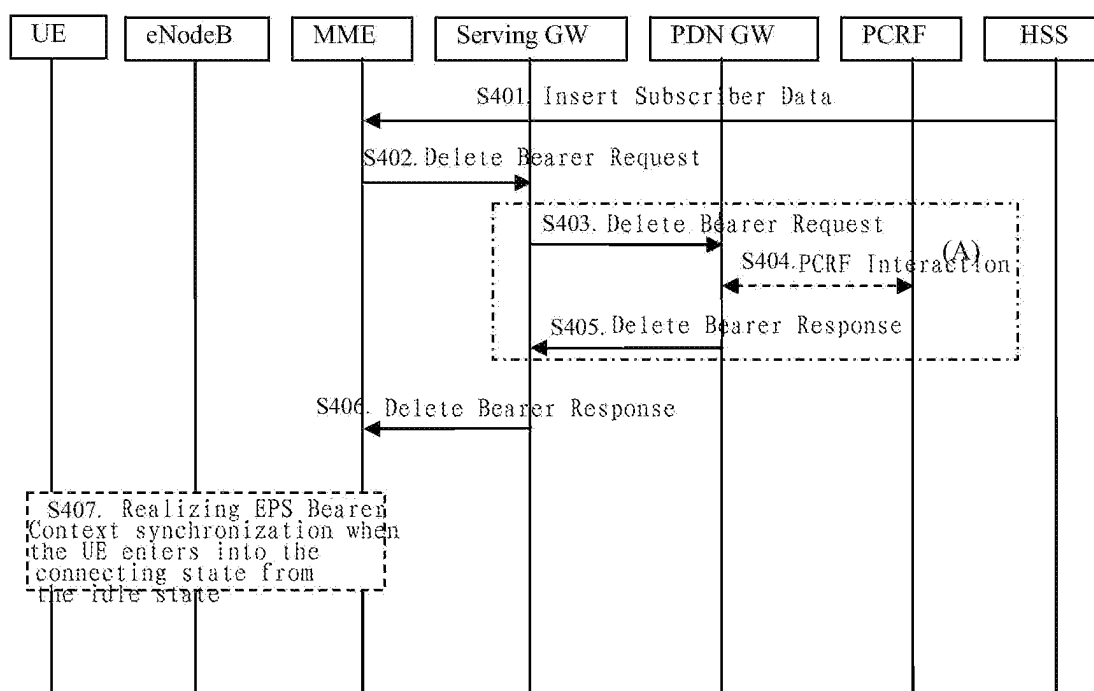 UE eNodeB MME Serving GW PDN GW PCRF HSS
S401. Insert Subscriber Data
S402. Delete Bearer Request
S403. Delete Bearer Request
(A)
S404. PCRF Interaction
S405. Delete Bearer Response
S406. Delete Bearer Response
S407. Realizing EPS Bearer
Context synchronization when
the UE enters into the
connecting state from
the idle state